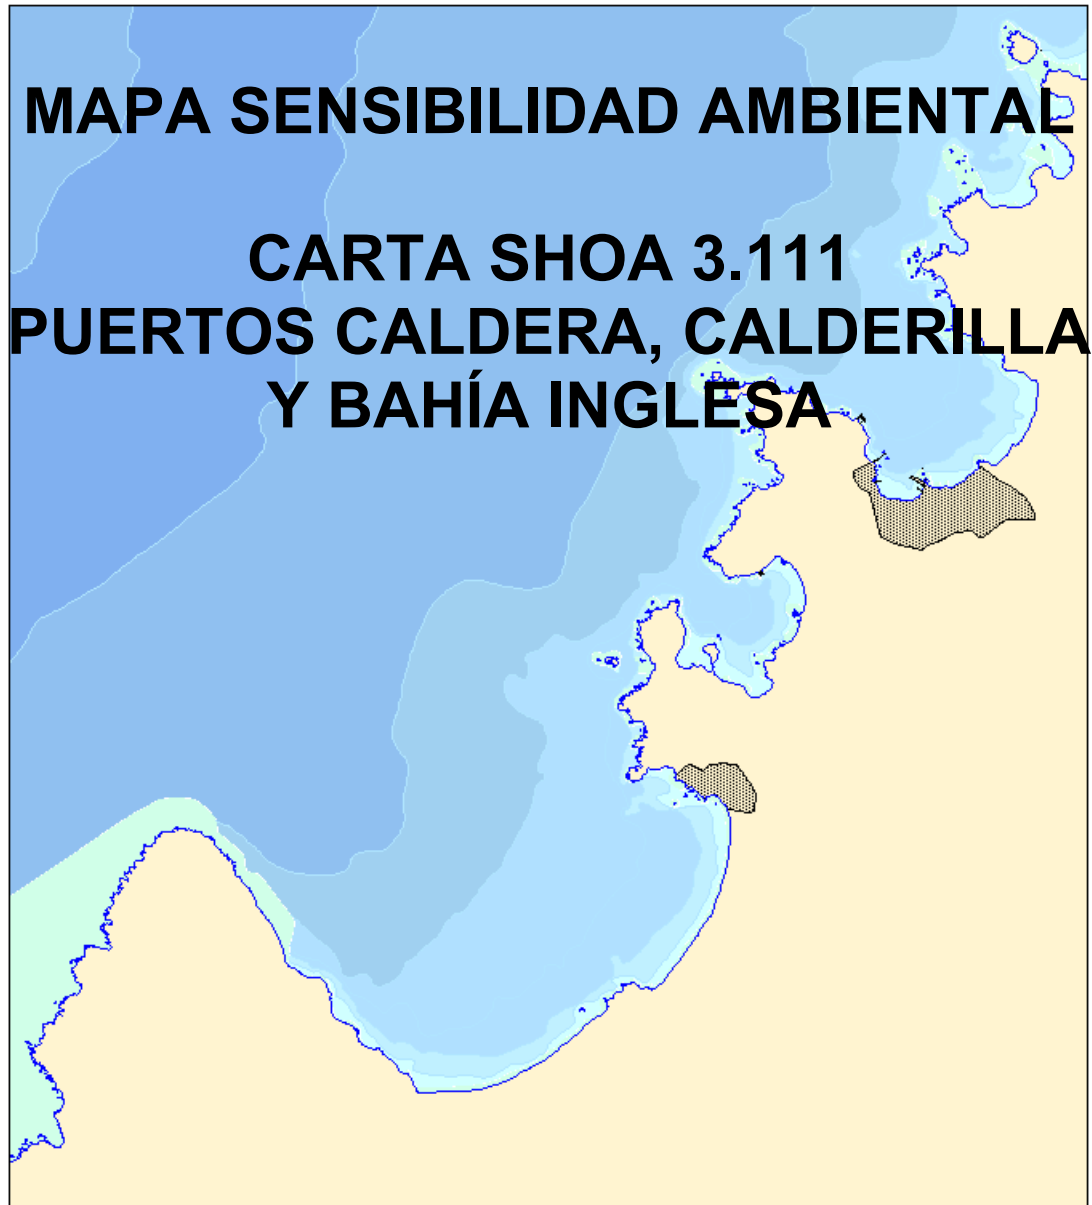 MAPA SENSIBILIDAD AMBIENTAL
CARTA SHOA 3.111
PUERTOS CALDERA, CALDERILLA
Y BAHÍA INGLESA